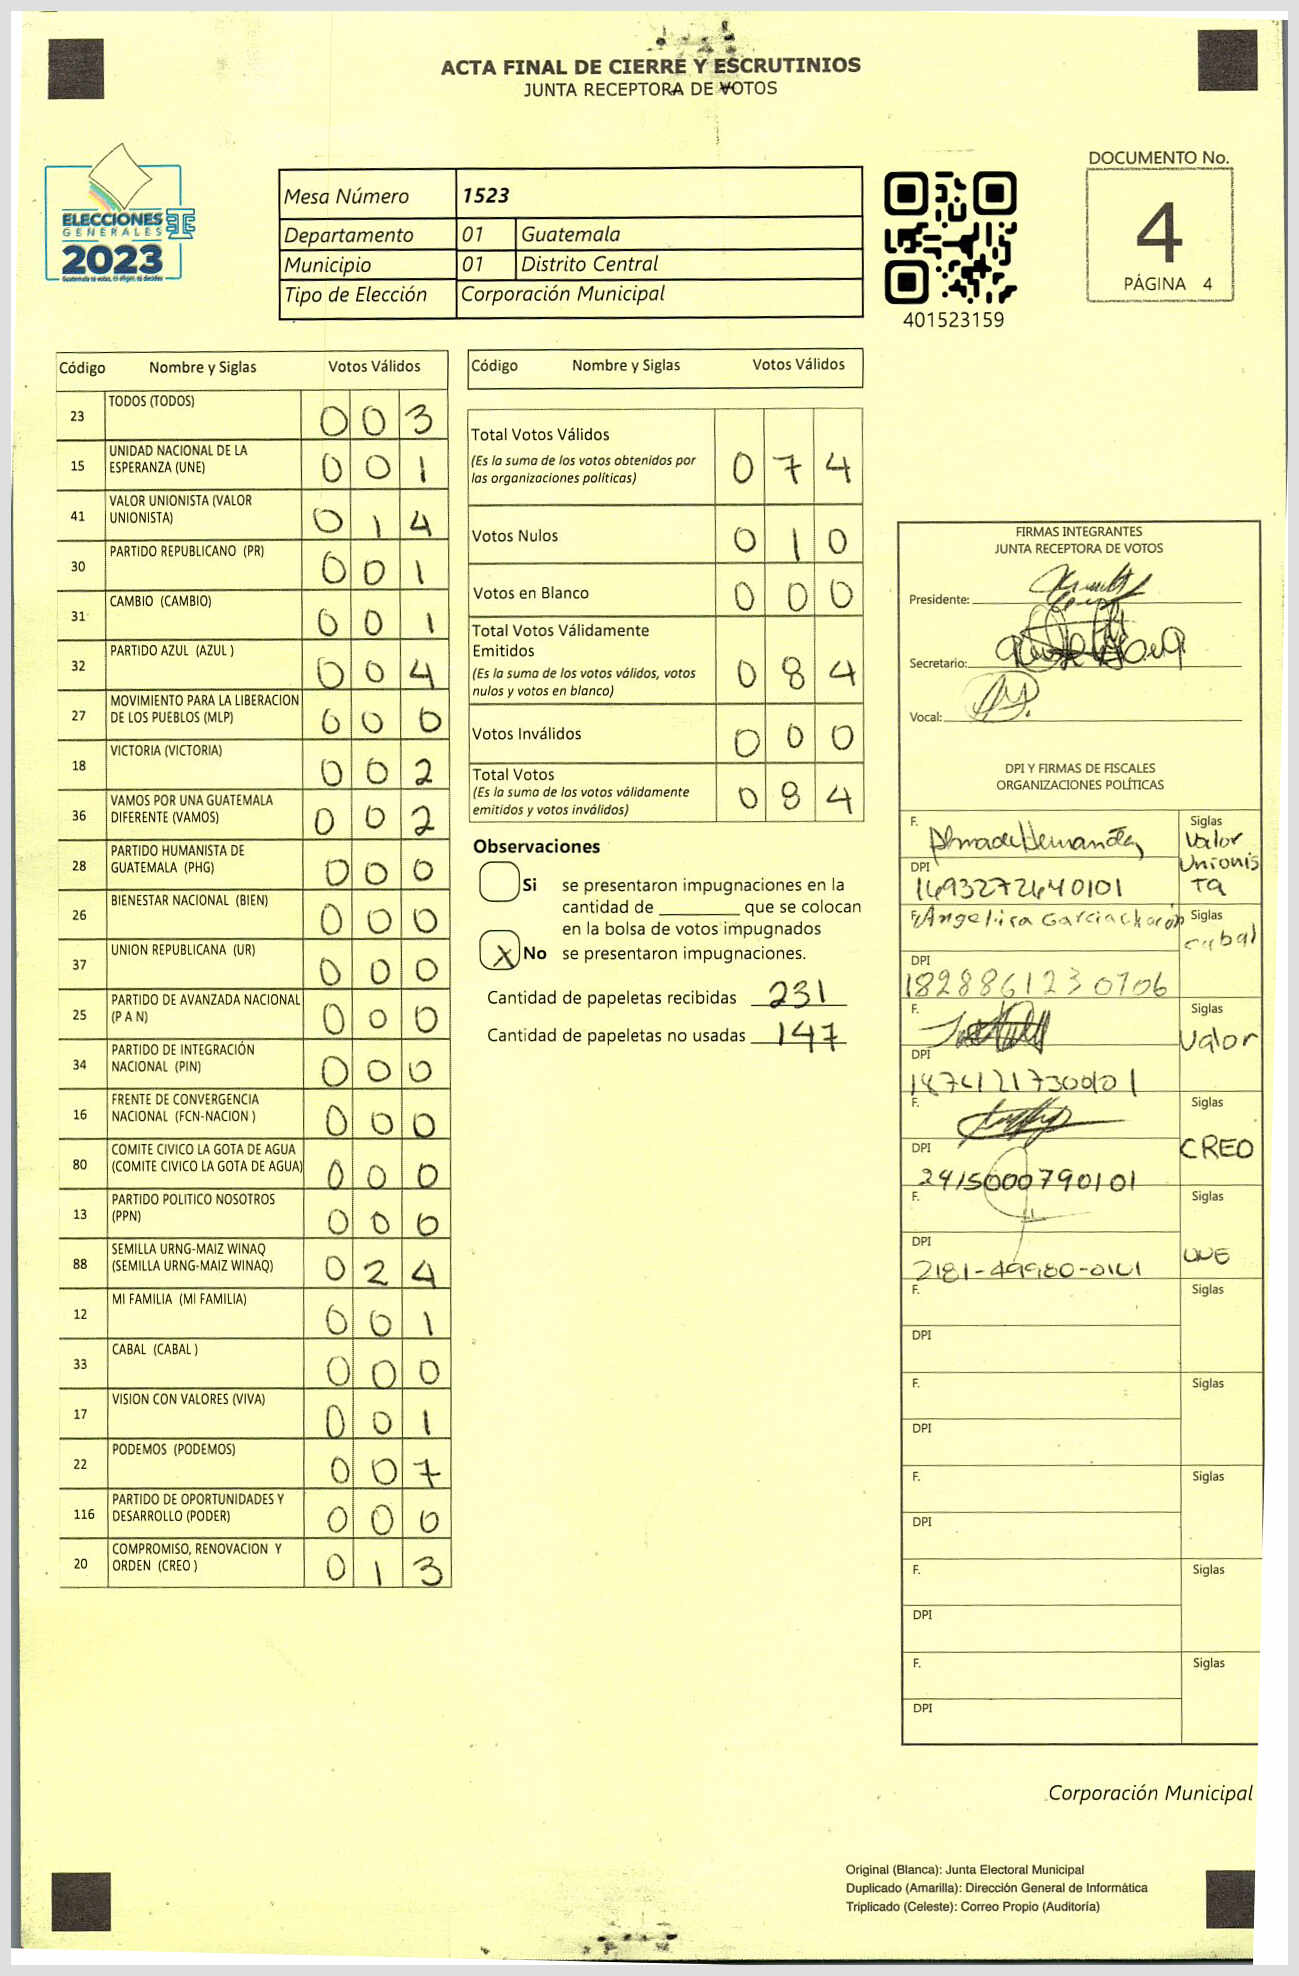 ACTA FINAL DE CIERRE Y ESCRUTINIOS
JUNTA RECEPTORA DE VOTOS
ELECCIONES
GENERALES
2023
Guatemala tú votas, tú eliges, tú decides
Mesa Número 1523
Departamento 01 Guatemala
Municipio 01 Distrito Central
Tipo de Elección Corporación Municipal
401523159
DOCUMENTO No.
4
PÁGINA 4
Código Nombre y Siglas Votos Válidos
23 TODOS (TODOS) 0 0 3
15 UNIDAD NACIONAL DE LA
ESPERANZA (UNE) 0 0 1
41 VALOR UNIONISTA (VALOR
UNIONISTA) 0 1 4
30 PARTIDO REPUBLICANO (PR) 0 0 1
31 CAMBIO (CAMBIO) 0 0 1
32 PARTIDO AZUL (AZUL ) 0 0 4
27 MOVIMIENTO PARA LA LIBERACION
DE LOS PUEBLOS (MLP) 0 0 0
18 VICTORIA (VICTORIA) 0 0 2
36 VAMOS POR UNA GUATEMALA
DIFERENTE (VAMOS) 0 0 2
28 PARTIDO HUMANISTA DE
GUATEMALA (PHG) 0 0 0
26 BIENESTAR NACIONAL (BIEN) 0 0 0
37 UNION REPUBLICANA (UR) 0 0 0
25 PARTIDO DE AVANZADA NACIONAL
(P A N) 0 0 0
34 PARTIDO DE INTEGRACIÓN
NACIONAL (PIN) 0 0 0
16 FRENTE DE CONVERGENCIA
NACIONAL (FCN-NACION ) 0 0 0
80 COMITE CIVICO LA GOTA DE AGUA
(COMITE CIVICO LA GOTA DE AGUA) 0 0 0
13 PARTIDO POLITICO NOSOTROS
(PPN) 0 0 0
88 SEMILLA URNG-MAIZ WINAQ
(SEMILLA URNG-MAIZ WINAQ) 0 2 4
12 MI FAMILIA (MI FAMILIA) 0 0 1
33 CABAL (CABAL ) 0 0 0
17 VISION CON VALORES (VIVA) 0 0 1
22 PODEMOS (PODEMOS) 0 0 7
116 PARTIDO DE OPORTUNIDADES Y
DESARROLLO (PODER) 0 0 0
20 COMPROMISO, RENOVACION Y
ORDEN (CREO ) 0 1 3
Código Nombre y Siglas Votos Válidos
Total Votos Válidos
(Es la suma de los votos obtenidos por
las organizaciones políticas) 0 7 4
Votos Nulos 0 1 0
Votos en Blanco 0 0 0
Total Votos Válidamente
Emitidos
(Es la suma de los votos válidos, votos
nulos y votos en blanco) 0 8 4
Votos Inválidos 0 0 0
Total Votos
(Es la suma de los votos válidamente
emitidos y votos inválidos) 0 8 4
Observaciones
Si se presentaron impugnaciones en la
cantidad de ________ que se colocan
en la bolsa de votos impugnados
X No se presentaron impugnaciones.
Cantidad de papeletas recibidas 231
Cantidad de papeletas no usadas 147
FIRMAS INTEGRANTES
JUNTA RECEPTORA DE VOTOS
Presidente:
Secretario:
Vocal:
DPI Y FIRMAS DE FISCALES
ORGANIZACIONES POLÍTICAS
F. Siglas
Valor
Unionis
ta
DPI
1693272640101
F. Angelica Garcia chacón Siglas
cabal
DPI
1828861230706
F. Siglas
Valor
DPI
F. Siglas
CREO
DPI
2415000790101
F. Siglas
UNE
DPI
F. Siglas
DPI
F. Siglas
DPI
F. Siglas
DPI
F. Siglas
DPI
F. Siglas
DPI
Corporación Municipal
Original (Blanca): Junta Electoral Municipal
Duplicado (Amarilla): Dirección General de Informática
Triplicado (Celeste): Correo Propio (Auditoría)